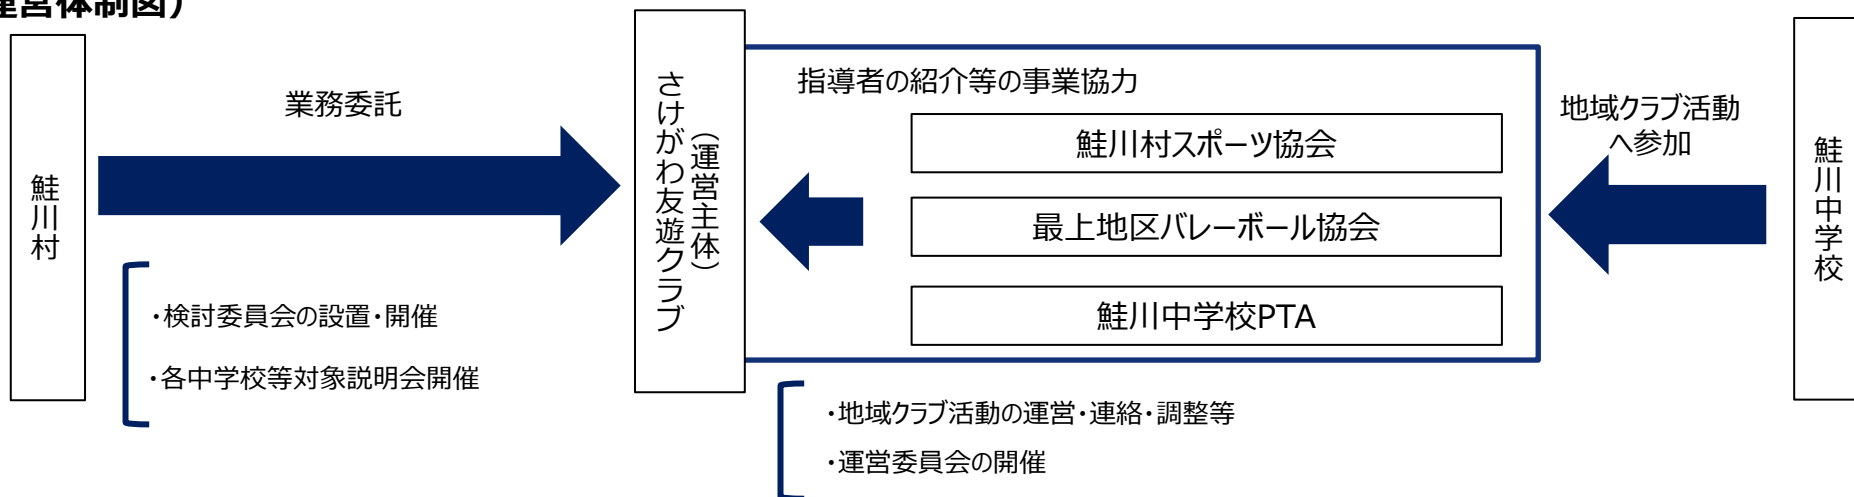 運営体制図）
鮭川村
業務委託
・検討委員会の設置・開催
・各中学校等対象説明会開催
さけがわ友遊クラブ
（運営主体）
指導者の紹介等の事業協力
鮭川村スポーツ協会
最上地区バレーボール協会
鮭川中学校PTA
・地域クラブ活動の運営・連絡・調整等
・運営委員会の開催
地域クラブ活動
へ参加
鮭川中学校